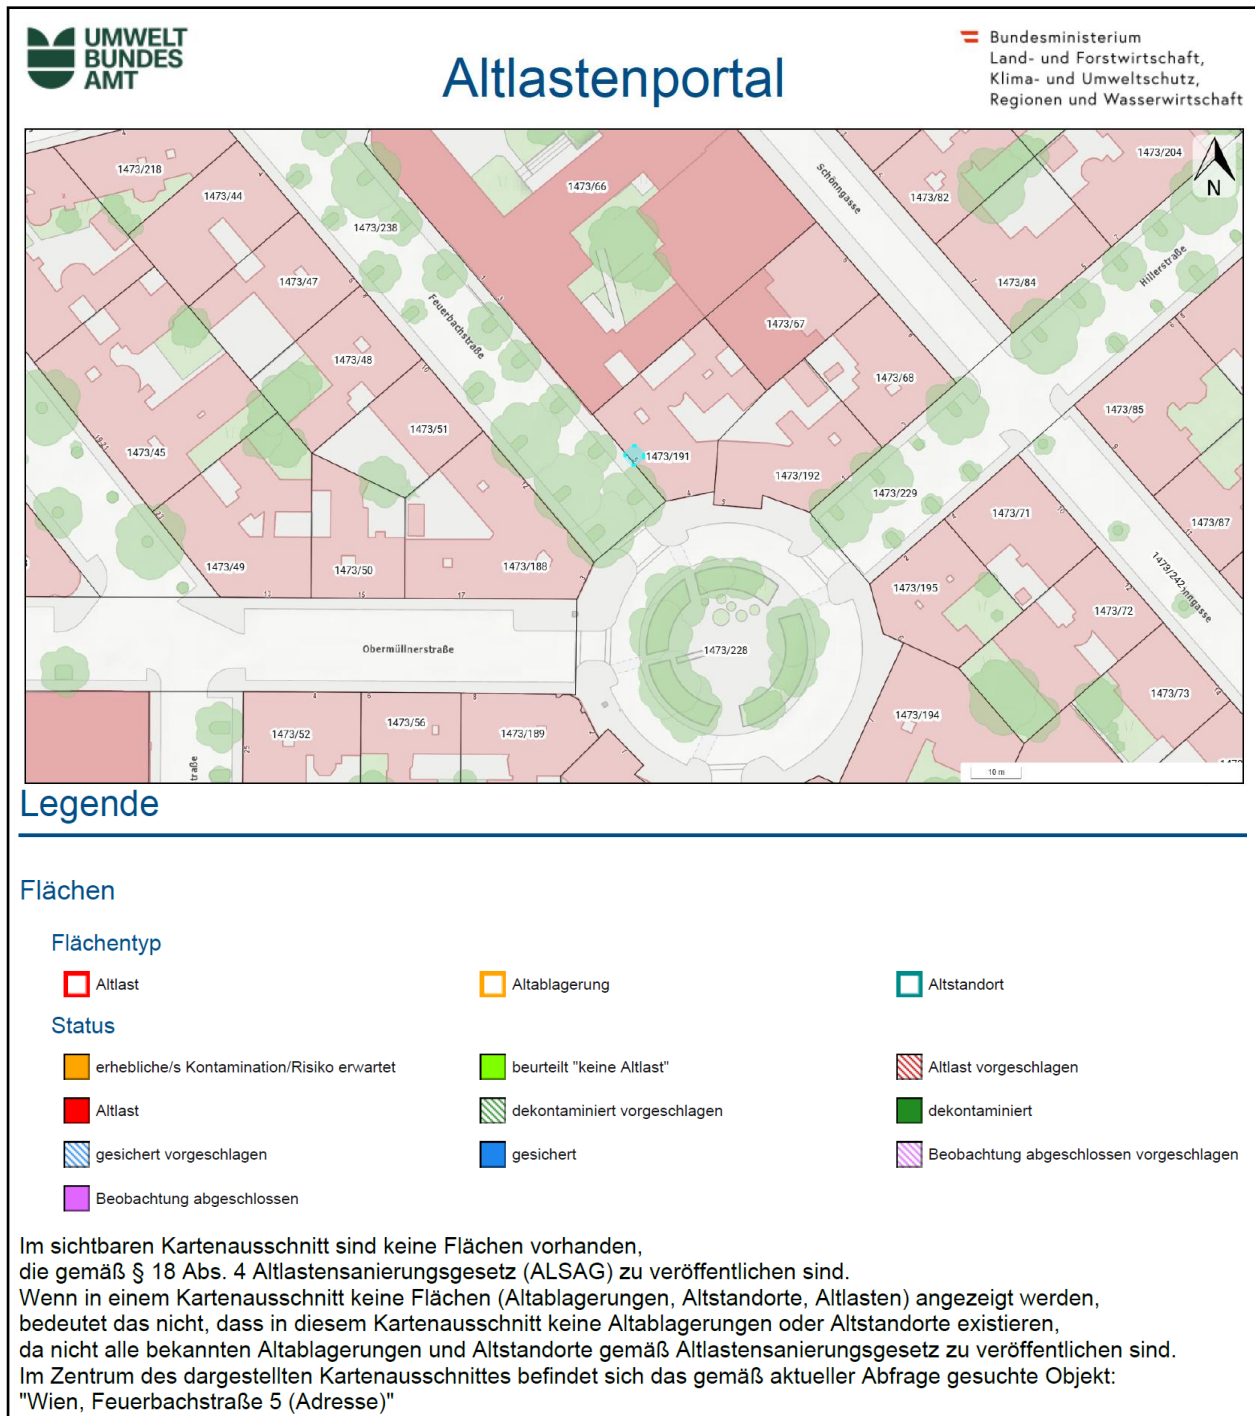 UMWELT
BUNDES
AMT
Altlastenportal
Bundesministerium
Land- und Forstwirtschaft,
Klima- und Umweltschutz,
Regionen und Wasserwirtschaft
1473/218
1473/44
1473/238
1473/66
Schönngasse
1473/82
1473/204
N
1473/47
Feuerbachstraße
1473/84
Hillerstraße
1473/67
1473/48
1473/68
1473/85
1473/51
1473/45
1473/191
1473/192
1473/229
1473/71
1473/87
1473/49
1473/50
1473/188
13
15
17
1473/195
1473/242
nngasse
1473/72
Obermüllnerstraße
1473/228
1473/73
1473/194
1473/52
1473/56
1473/189
traße
10 m
Legende
Flächen
Flächentyp
Altlast
Altablagerung
Altstandort
Status
erhebliche/s Kontamination/Risiko erwartet
beurteilt "keine Altlast"
Altlast vorgeschlagen
Altlast
dekontaminiert vorgeschlagen
dekontaminiert
gesichert vorgeschlagen
gesichert
Beobachtung abgeschlossen vorgeschlagen
Beobachtung abgeschlossen
Im sichtbaren Kartenausschnitt sind keine Flächen vorhanden,
die gemäß § 18 Abs. 4 Altlastensanierungsgesetz (ALSAG) zu veröffentlichen sind.
Wenn in einem Kartenausschnitt keine Flächen (Altablagerungen, Altstandorte, Altlasten) angezeigt werden,
bedeutet das nicht, dass in diesem Kartenausschnitt keine Altablagerungen oder Altstandorte existieren,
da nicht alle bekannten Altablagerungen und Altstandorte gemäß Altlastensanierungsgesetz zu veröffentlichen sind.
Im Zentrum des dargestellten Kartenausschnittes befindet sich das gemäß aktueller Abfrage gesuchte Objekt:
"Wien, Feuerbachstraße 5 (Adresse)"